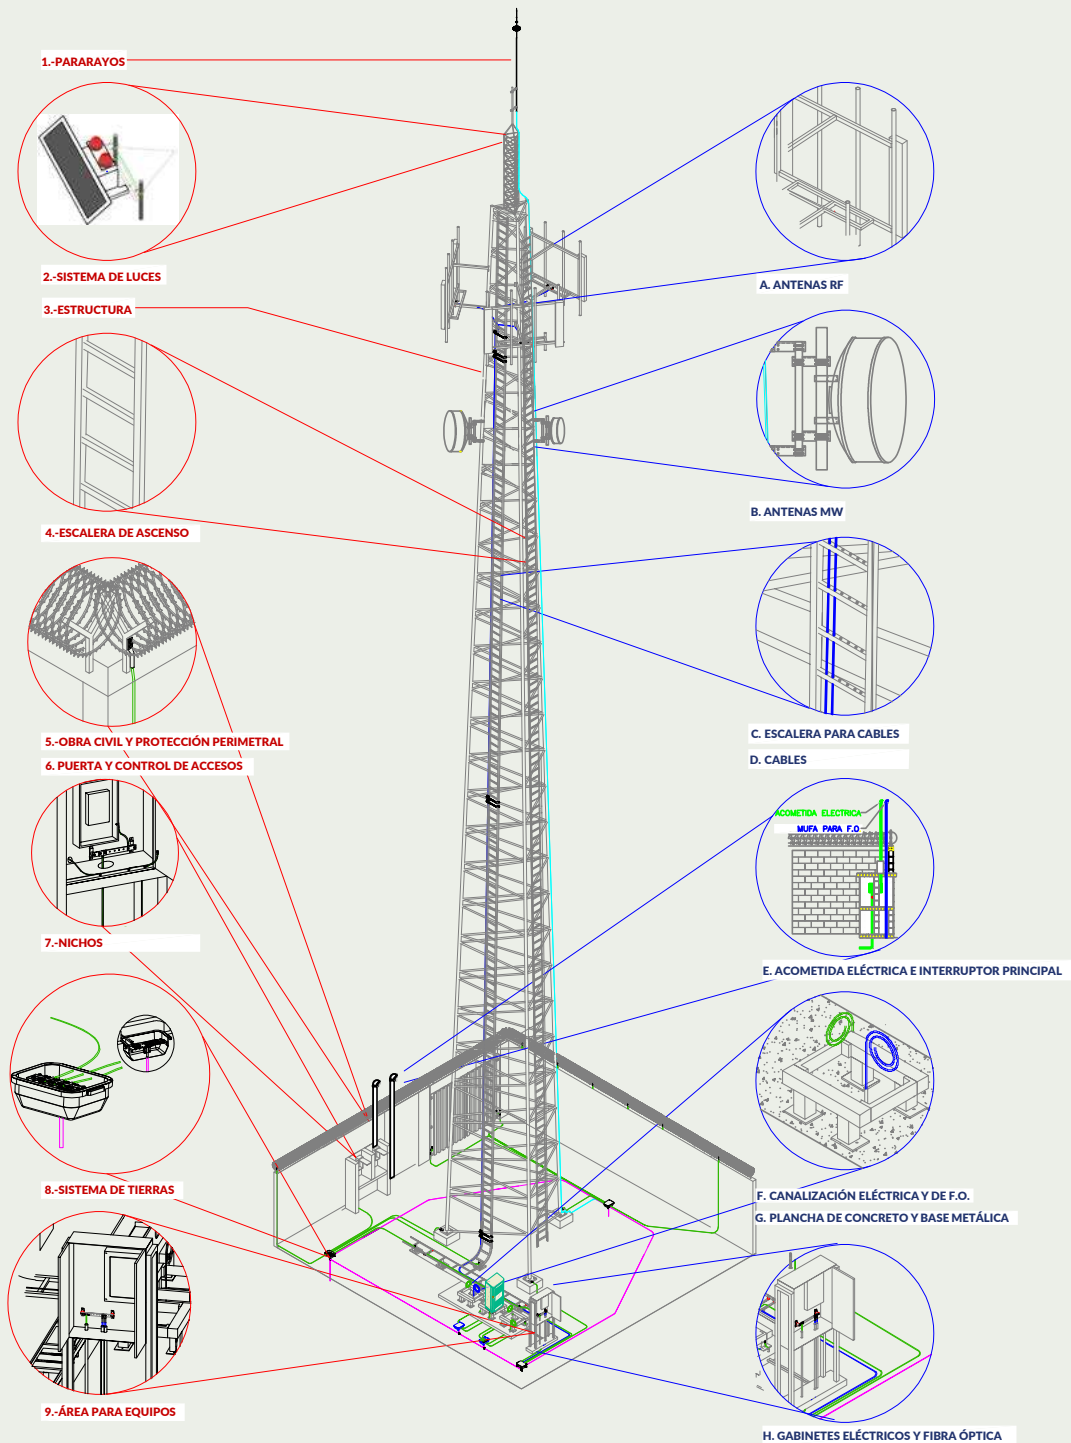 1.-PARARAYOS
2.-SISTEMA DE LUCES
3.-ESTRUCTURA
4.-ESCALERA DE ASCENSO
5.-OBRA CIVIL Y PROTECCIÓN PERIMETRAL
6. PUERTA Y CONTROL DE ACCESOS
7.-NICHOS
8.-SISTEMA DE TIERRAS
9.-ÁREA PARA EQUIPOS
A. ANTENAS RF
B. ANTENAS MW
C. ESCALERA PARA CABLES
D. CABLES
ACOMETIDA ELECTRICA
MUFA PARA F.O
E. ACOMETIDA ELÉCTRICA E INTERRUPTOR PRINCIPAL
F. CANALIZACIÓN ELÉCTRICA Y DE F.O.
G. PLANCHA DE CONCRETO Y BASE METÁLICA
H. GABINETES ELÉCTRICOS Y FIBRA ÓPTICA